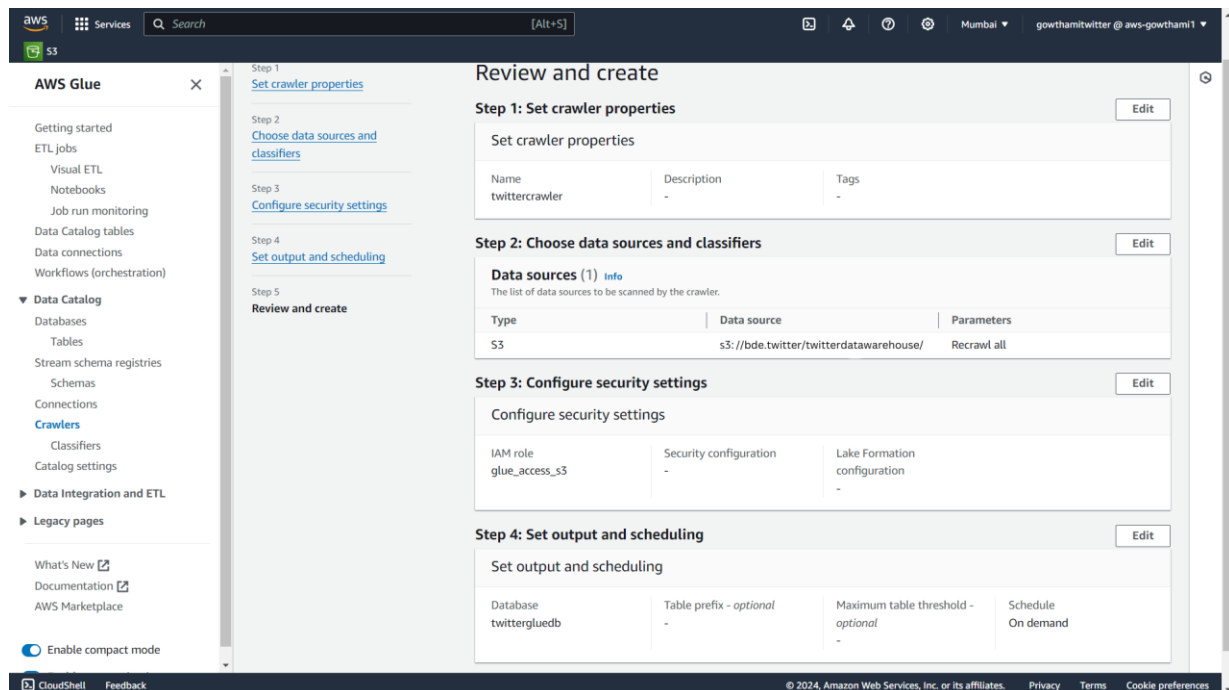 aws
Services
Search
[Alt+S]
Mumbai
gowthamitwitter @ aws-gowthami1
S3
AWS Glue
Getting started
ETL jobs
Visual ETL
Notebooks
Job run monitoring
Data Catalog tables
Data connections
Workflows (orchestration)
Data Catalog
Databases
Tables
Stream schema registries
Schemas
Connections
Crawlers
Classifiers
Catalog settings
Data Integration and ETL
Legacy pages
What's New
Documentation
AWS Marketplace
Enable compact mode
Step 1
Set crawler properties
Step 2
Choose data sources and
classifiers
Step 3
Configure security settings
Step 4
Set output and scheduling
Step 5
Review and create
Review and create
Step 1: Set crawler properties
Edit
Set crawler properties
Name
twittercrawler
Description
-
Tags
-
Step 2: Choose data sources and classifiers
Edit
Data sources (1) Info
The list of data sources to be scanned by the crawler.
Type
Data source
Parameters
S3
s3://bde.twitter/twitterdatawarehouse/
Recrawl all
Step 3: Configure security settings
Edit
Configure security settings
IAM role
glue_access_s3
Security configuration
-
Lake Formation
configuration
-
Step 4: Set output and scheduling
Edit
Set output and scheduling
Database
twittergluedb
Table prefix - optional
-
Maximum table threshold -
optional
-
Schedule
On demand
CloudShell
Feedback
© 2024, Amazon Web Services, Inc. or its affiliates.
Privacy
Terms
Cookie preferences